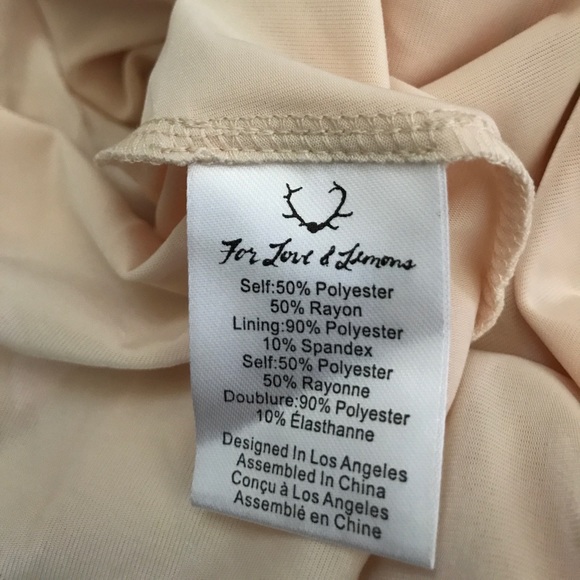 For Love & Lemons
Self:50% Polyester
50% Rayon
Lining:90% Polyester
10% Spandex
Self:50% Polyester
50% Rayonne
Doublure:90% Polyester
10% Élasthanne
Designed In Los Angeles
Assembled In China
Conçu à Los Angeles
Assemblé en Chine